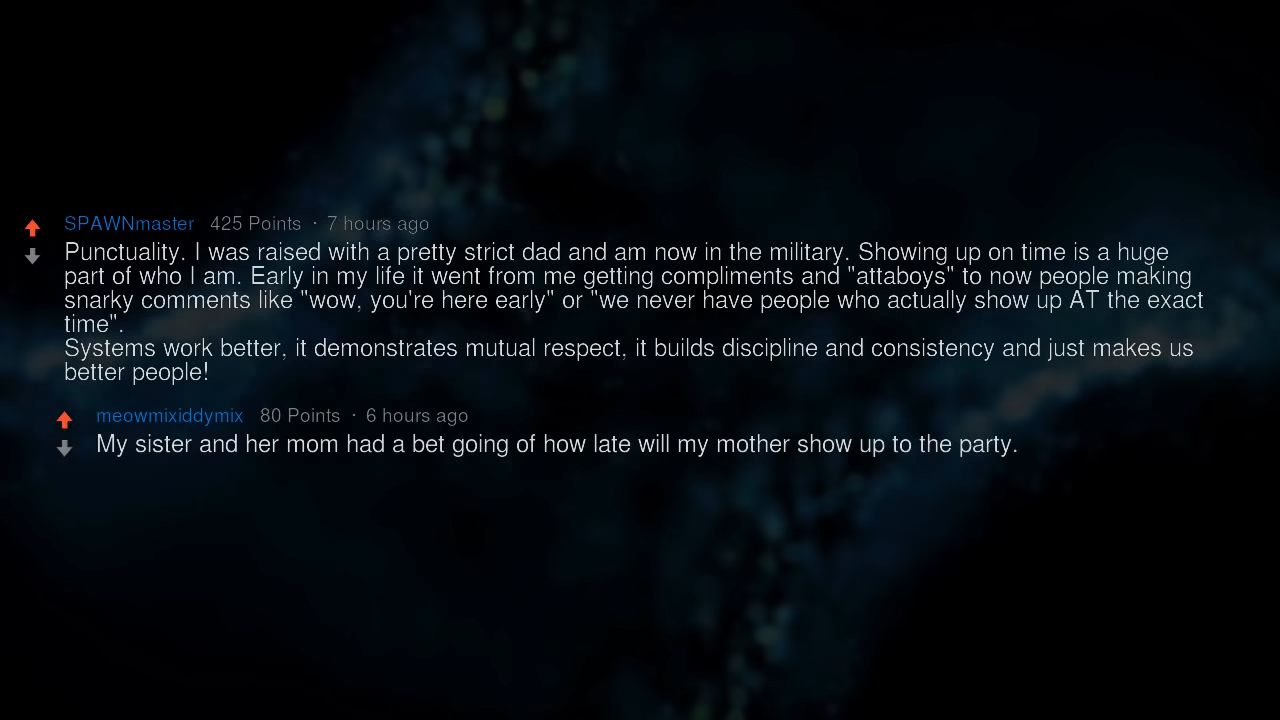 SPAWNmaster 425 Points · 7 hours ago
Punctuality. I was raised with a pretty strict dad and am now in the military. Showing up on time is a huge
part of who I am. Early in my life it went from me getting compliments and "attaboys" to now people making
snarky comments like "wow, you're here early" or "we never have people who actually show up AT the exact
time".
Systems work better, it demonstrates mutual respect, it builds discipline and consistency and just makes us
better people!
meowmixiddymix 80 Points · 6 hours ago
My sister and her mom had a bet going of how late will my mother show up to the party.